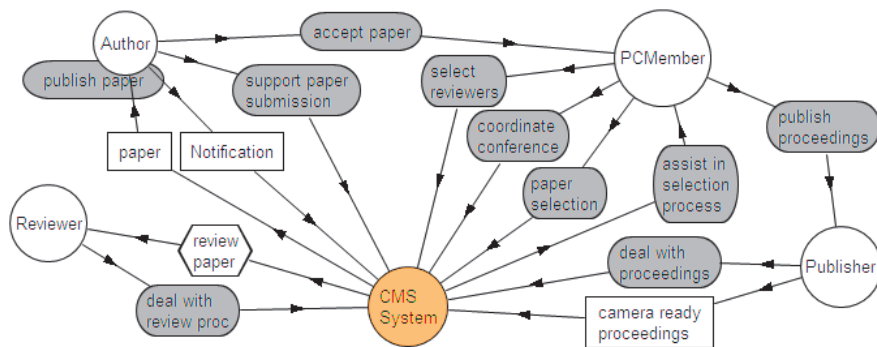 Author
accept paper
PCMember
publish paper
support paper
submission
select
reviewers
publish
proceedings
paper
Notification
coordinate
conference
paper
selection
assist in
selection
process
Reviewer
review
paper
deal with
proceedings
Publisher
deal with
review proc
CMS
System
camera ready
proceedings